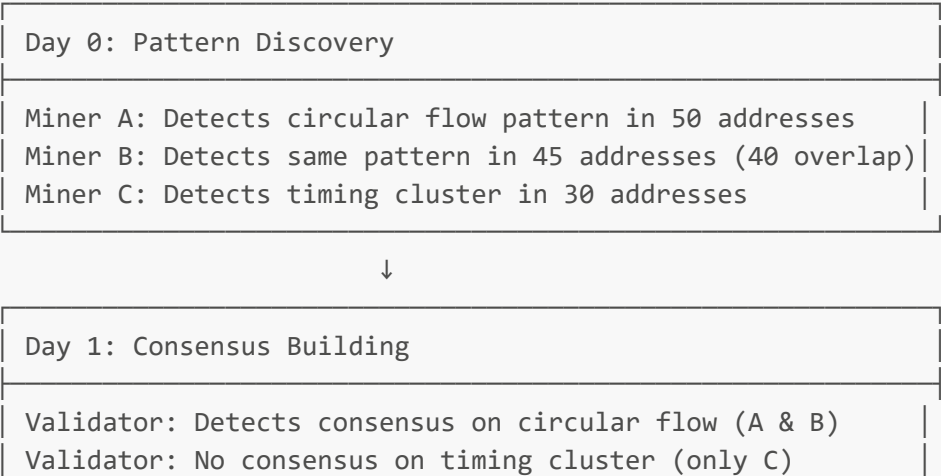 Day 0: Pattern Discovery
Miner A: Detects circular flow pattern in 50 addresses
Miner B: Detects same pattern in 45 addresses (40 overlap)
Miner C: Detects timing cluster in 30 addresses
↓
Day 1: Consensus Building
Validator: Detects consensus on circular flow (A & B)
Validator: No consensus on timing cluster (only C)